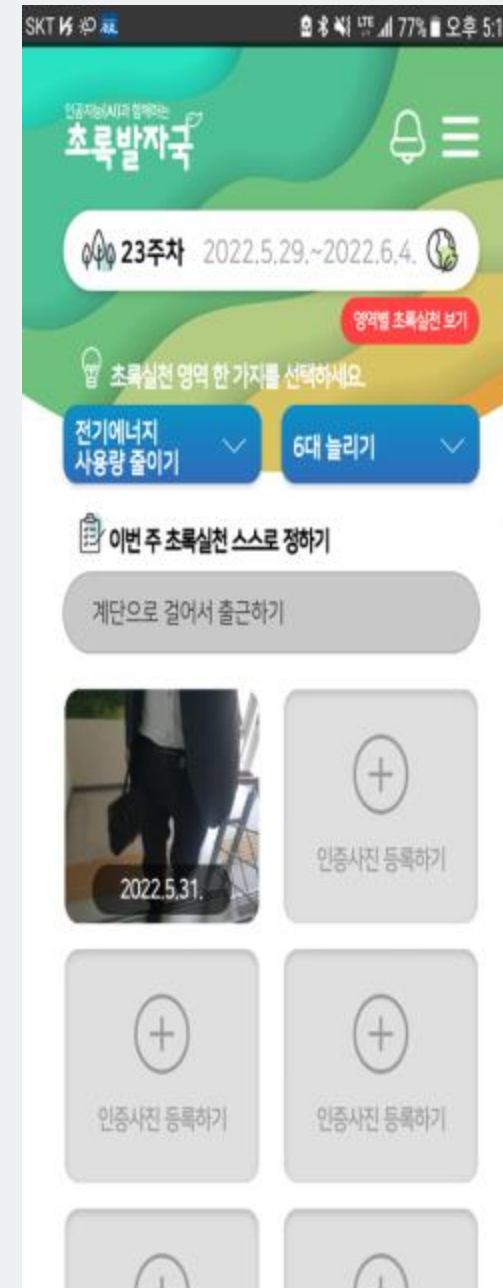 SKT
LTE 77% 오후 5:1
인공지능(AI)과 함께하는
초록발자국
23주차 2022.5.29.~2022.6.4.
영역별 초록실천 보기
초록실천 영역 한 가지를 선택하세요.
전기에너지
사용량 줄이기
6대 늘리기
이번 주 초록실천 스스로 정하기
계단으로 걸어서 출근하기
2022.5.31.
인증사진 등록하기
인증사진 등록하기
인증사진 등록하기